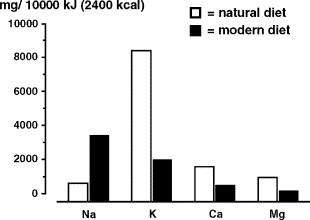 mg/ 10000 kJ (2400 kcal)
= natural diet
= modern diet
10000
8000
6000
4000
2000
0
Na K Ca Mg